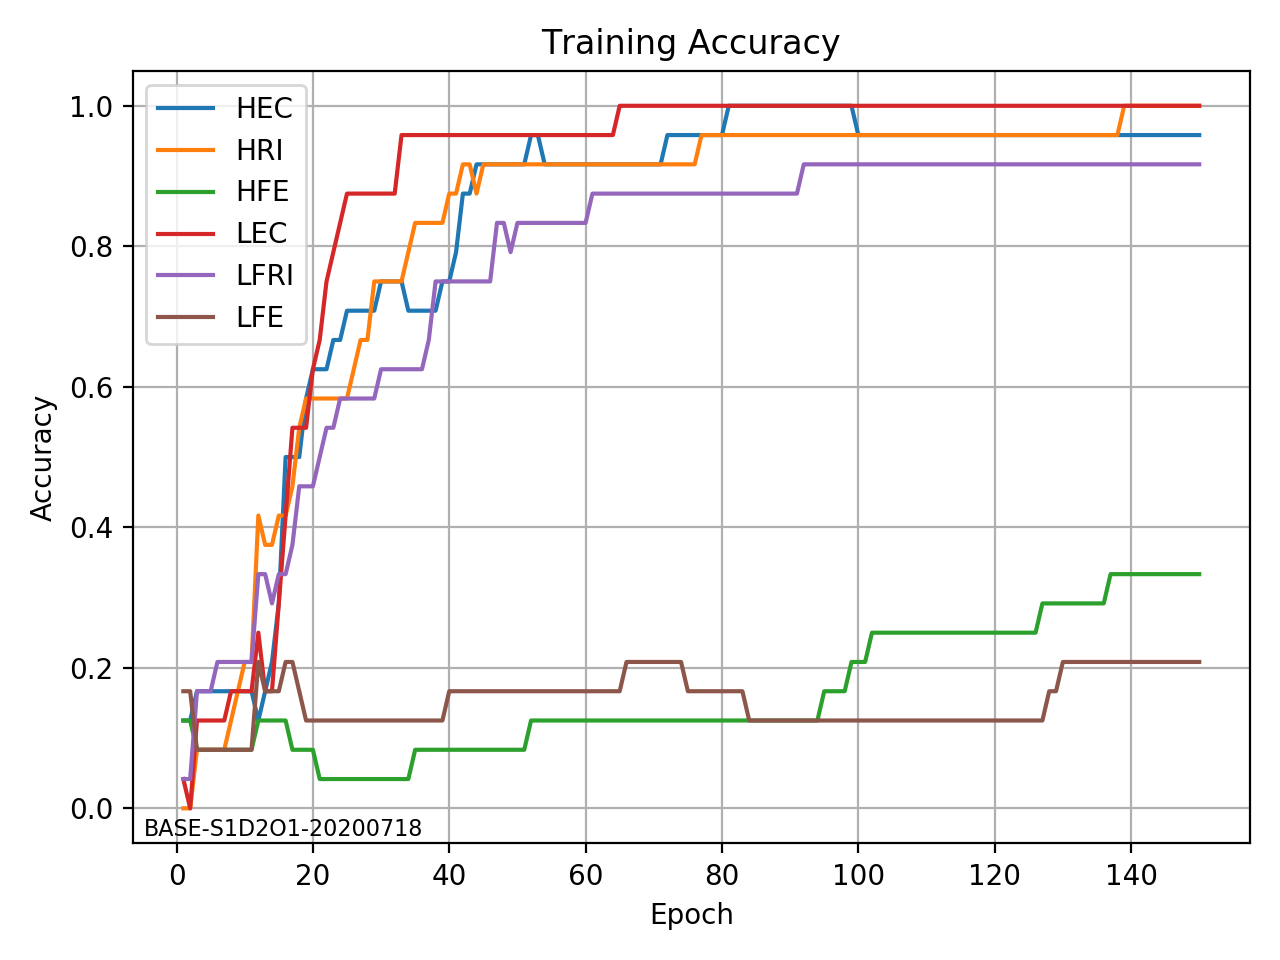 Training Accuracy
HEC
HRI
HFE
LEC
LFRI
LFE
1.0
0.8
0.6
0.4
0.2
0.0
Accuracy
BASE-S1D2O1-20200718
0 20 40 60 80 100 120 140
Epoch